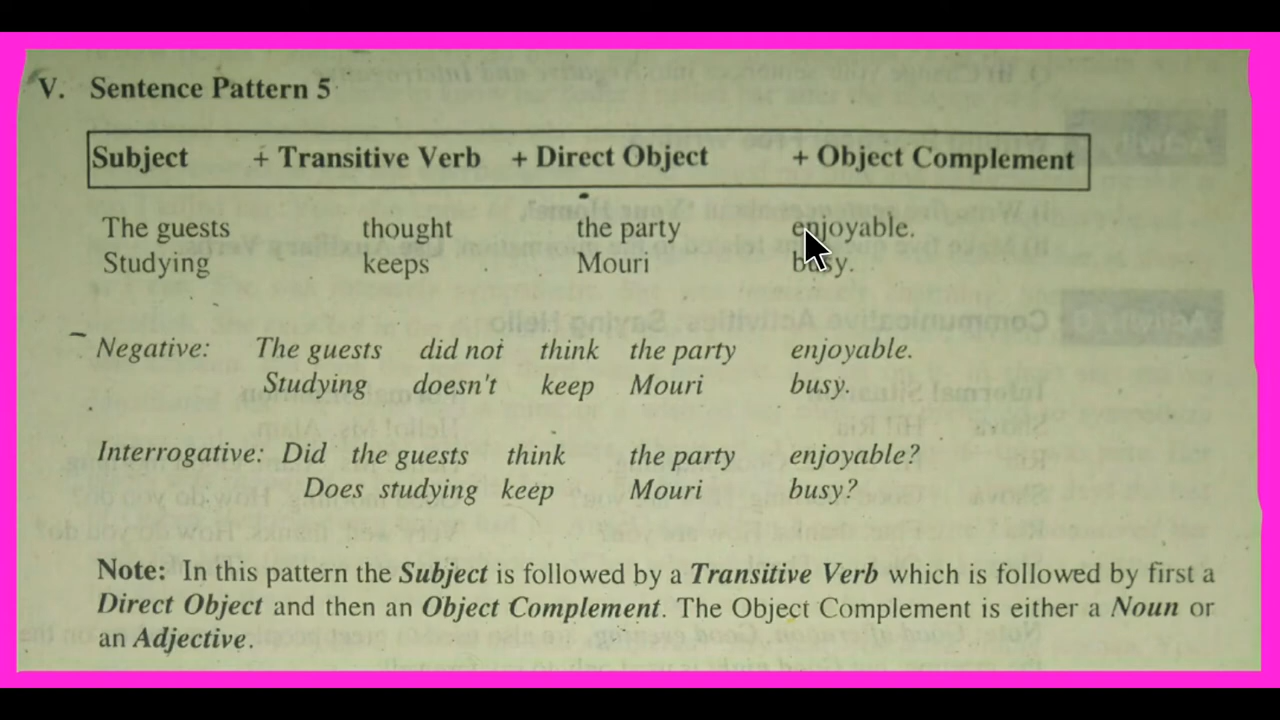 V. Sentence Pattern 5
Subject + Transitive Verb + Direct Object + Object Complement
The guests thought the party enjoyable.
Studying keeps Mouri busy.
Negative: The guests did not think the party enjoyable.
Studying doesn't keep Mouri busy.
Interrogative: Did the guests think the party enjoyable?
Does studying keep Mouri busy?
Note: In this pattern the Subject is followed by a Transitive Verb which is followed by first a
Direct Object and then an Object Complement. The Object Complement is either a Noun or
an Adjective.